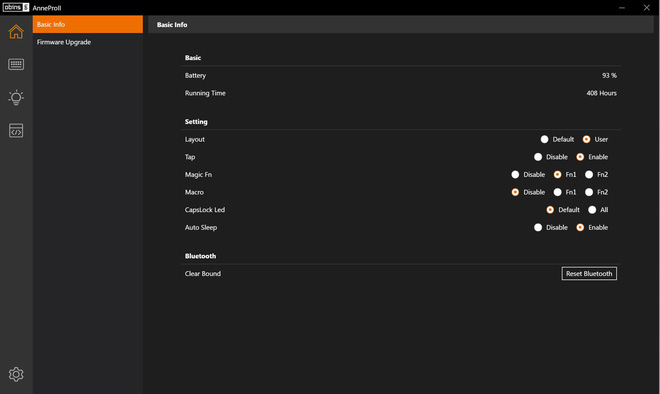 obins AnneProII
Basic Info
Firmware Upgrade
Basic Info
Basic
Battery 93 %
Running Time 408 Hours
Setting
Layout Default User
Tap Disable Enable
Magic Fn Disable Fn1 Fn2
Macro Disable Fn1 Fn2
CapsLock Led Default All
Auto Sleep Disable Enable
Bluetooth
Clear Bound Reset Bluetooth